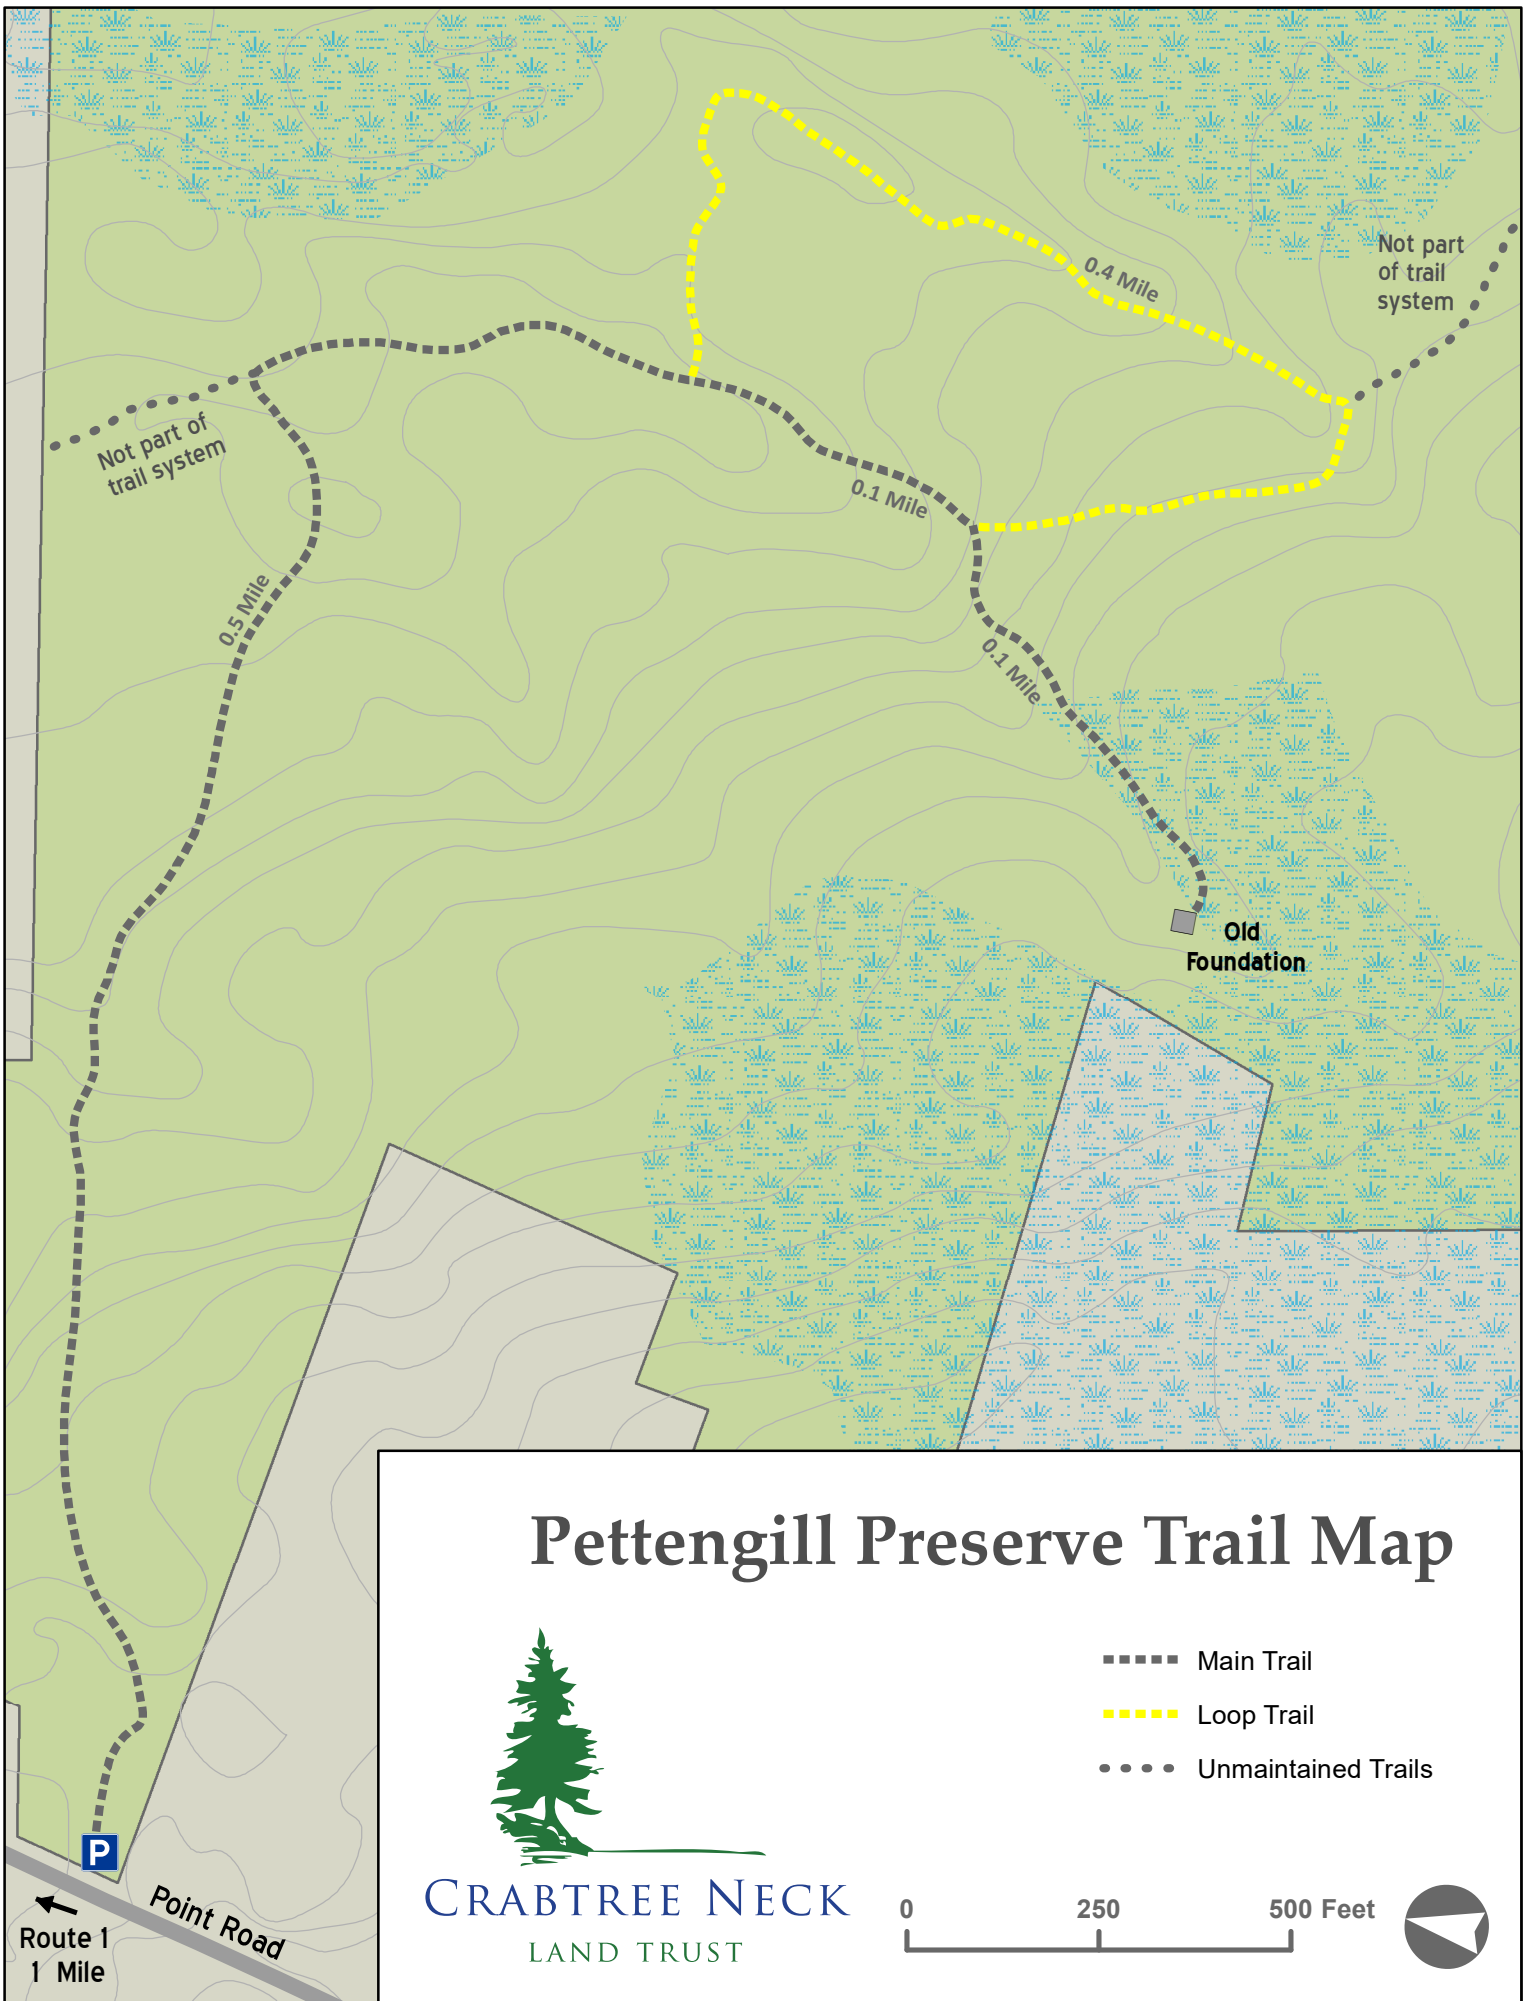 0.4 Mile
Not part
of trail
system
Not part of
trail system
0.1 Mile
0.5 Mile
0.1 Mile
Old
Foundation
Pettengill Preserve Trail Map
Main Trail
Loop Trail
Unmaintained Trails
P
CRABTREE NECK
LAND TRUST
0 250 500 Feet
Point Road
Route 1
1 Mile